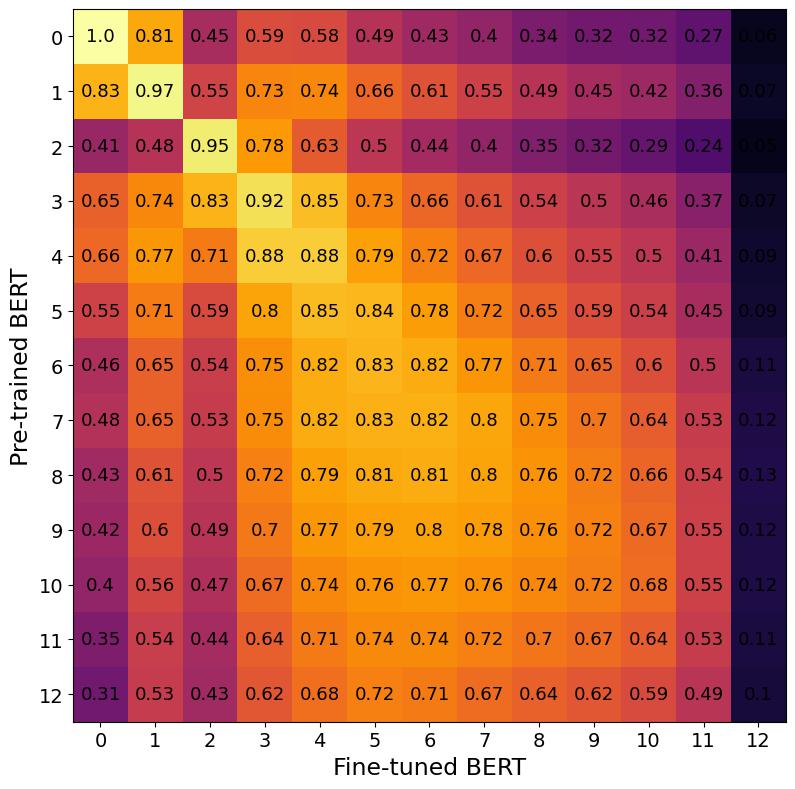 0 1.0 0.81 0.45 0.59 0.58 0.49 0.43 0.4 0.34 0.32 0.32 0.27 0.06
1 0.83 0.97 0.55 0.73 0.74 0.66 0.61 0.55 0.49 0.45 0.42 0.36 0.07
2 0.41 0.48 0.95 0.78 0.63 0.5 0.44 0.4 0.35 0.32 0.29 0.24 0.05
3 0.65 0.74 0.83 0.92 0.85 0.73 0.66 0.61 0.54 0.5 0.46 0.37 0.07
4 0.66 0.77 0.71 0.88 0.88 0.79 0.72 0.67 0.6 0.55 0.5 0.41 0.09
5 0.55 0.71 0.59 0.8 0.85 0.84 0.78 0.72 0.65 0.59 0.54 0.45 0.09
6 0.46 0.65 0.54 0.75 0.82 0.83 0.82 0.77 0.71 0.65 0.6 0.5 0.11
7 0.48 0.65 0.53 0.75 0.82 0.83 0.82 0.8 0.75 0.7 0.64 0.53 0.12
8 0.43 0.61 0.5 0.72 0.79 0.81 0.81 0.8 0.76 0.72 0.66 0.54 0.13
9 0.42 0.6 0.49 0.7 0.77 0.79 0.8 0.78 0.76 0.72 0.67 0.55 0.12
10 0.4 0.56 0.47 0.67 0.74 0.76 0.77 0.76 0.74 0.72 0.68 0.55 0.12
11 0.35 0.54 0.44 0.64 0.71 0.74 0.74 0.72 0.7 0.67 0.64 0.53 0.11
12 0.31 0.53 0.43 0.62 0.68 0.72 0.71 0.67 0.64 0.62 0.59 0.49 0.1
0 1 2 3 4 5 6 7 8 9 10 11 12
Fine-tuned BERT
Pre-trained BERT